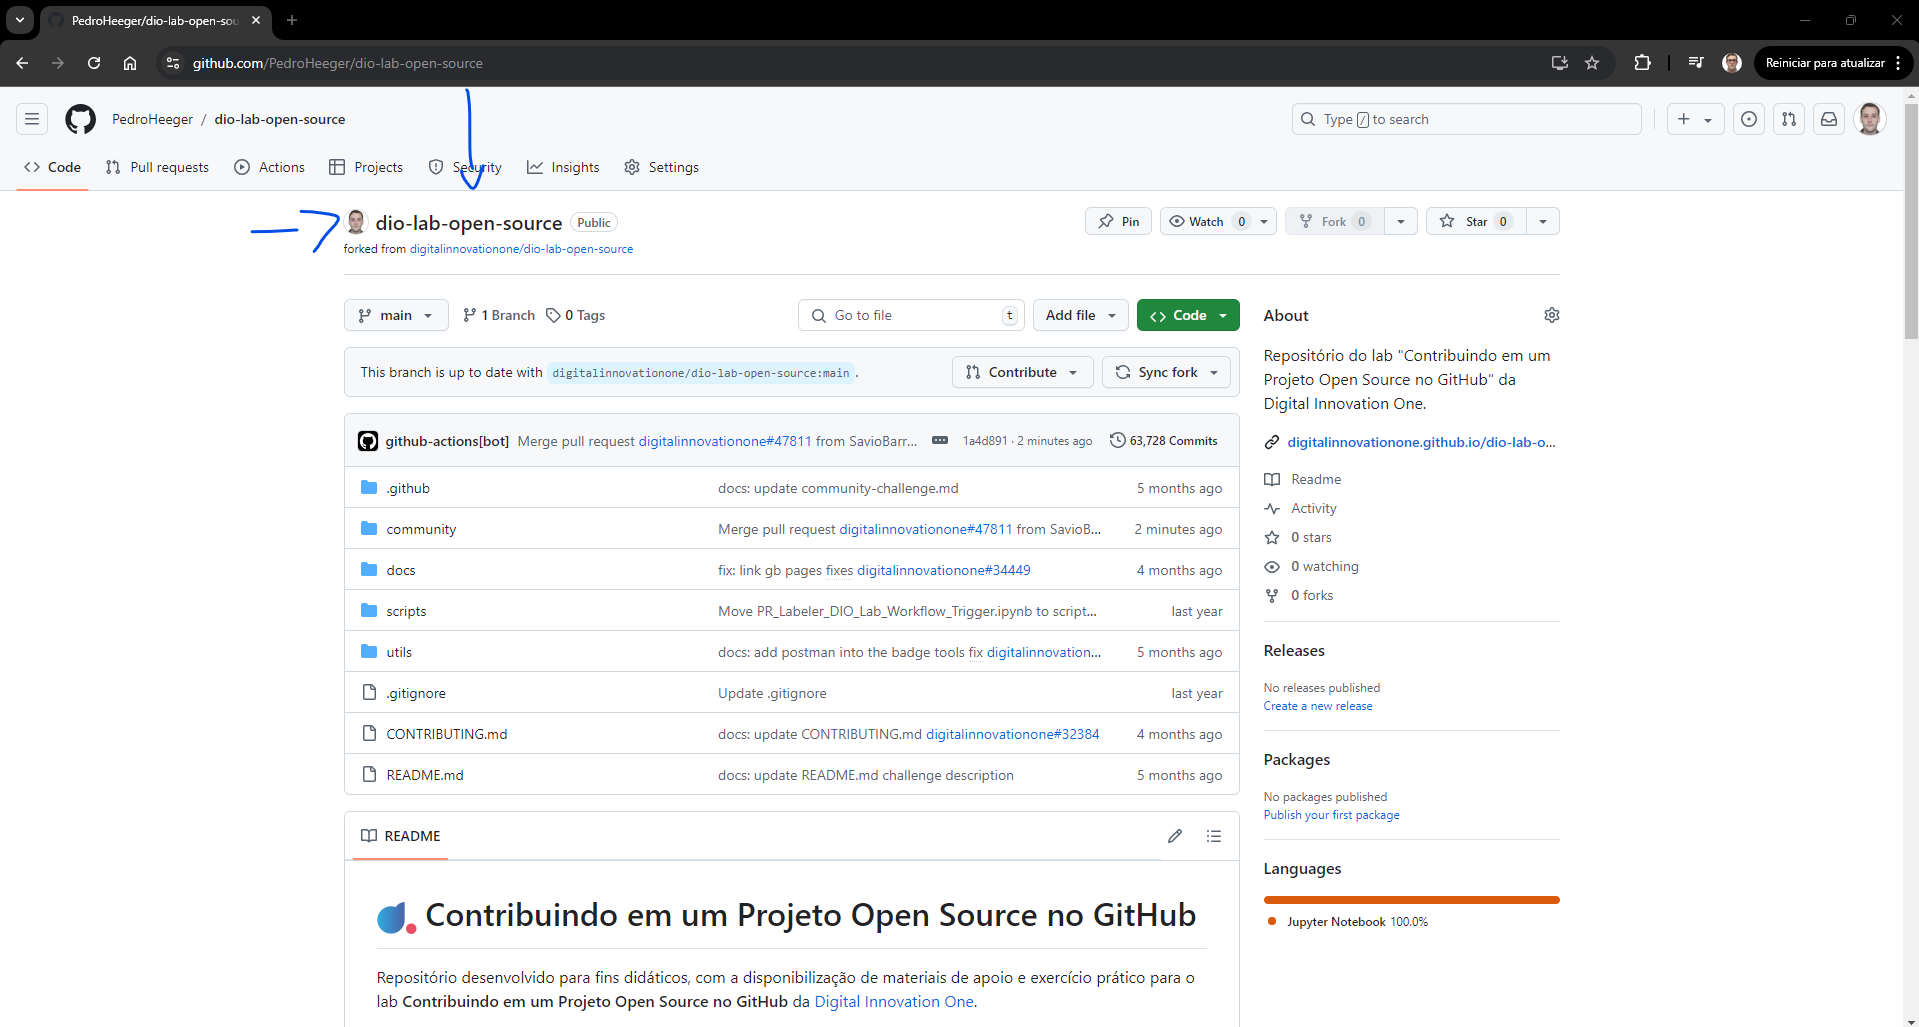 PedroHeeger/dio-lab-open-sou
github.com/PedroHeeger/dio-lab-open-source
Reiniciar para atualizar
PedroHeeger / dio-lab-open-source
Type / to search
Code Pull requests Actions Projects Security Insights Settings
dio-lab-open-source Public
Pin Watch 0 Fork 0 Star 0
forked from digitalinnovationone/dio-lab-open-source
main 1 Branch 0 Tags Go to file t Add file Code
This branch is up to date with digitalinnovationone/dio-lab-open-source:main .
Contribute Sync fork
github-actions[bot] Merge pull request digitalinnovationone#47811 from SavioBarr... 1a4d891 · 2 minutes ago 63,728 Commits
.github docs: update community-challenge.md 5 months ago
community Merge pull request digitalinnovationone#47811 from SavioB... 2 minutes ago
docs fix: link gb pages fixes digitalinnovationone#34449 4 months ago
scripts Move PR_Labeler_DIO_Lab_Workflow_Trigger.ipynb to script... last year
utils docs: add postman into the badge tools fix digitalinnovation... 5 months ago
.gitignore Update .gitignore last year
CONTRIBUTING.md docs: update CONTRIBUTING.md digitalinnovationone#32384 4 months ago
README.md docs: update README.md challenge description 5 months ago
README
Contribuindo em um Projeto Open Source no GitHub
Repositório desenvolvido para fins didáticos, com a disponibilização de materiais de apoio e exercício prático para o
lab Contribuindo em um Projeto Open Source no GitHub da Digital Innovation One.
About
Repositório do lab "Contribuindo em um
Projeto Open Source no GitHub" da
Digital Innovation One.
digitalinnovationone.github.io/dio-lab-o...
Readme
Activity
0 stars
0 watching
0 forks
Releases
No releases published
Create a new release
Packages
No packages published
Publish your first package
Languages
Jupyter Notebook 100.0%